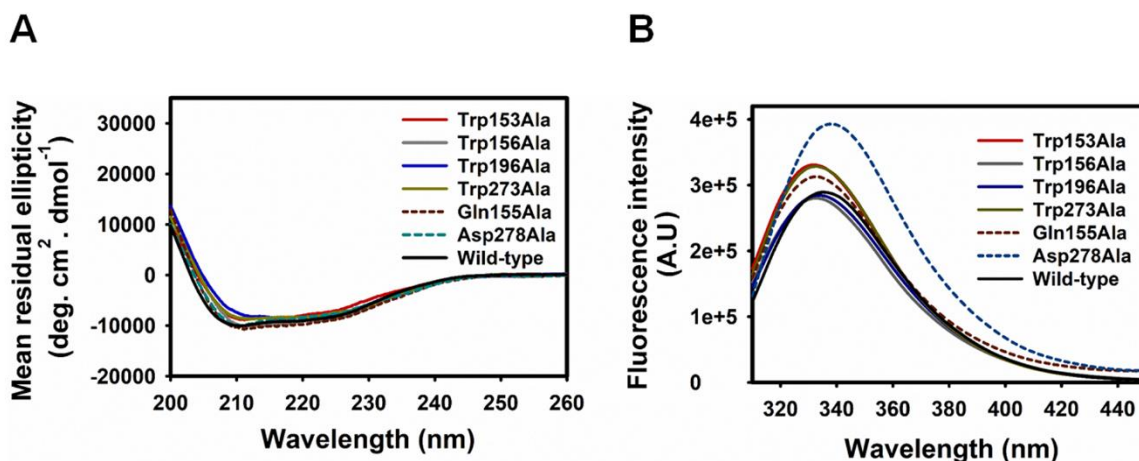 A
Mean residual ellipticity
(deg. cm². dmol⁻¹)
30000
20000
10000
0
-10000
-20000
200 210 220 230 240 250 260
Wavelength (nm)
Trp153Ala
Trp156Ala
Trp196Ala
Trp273Ala
Gln155Ala
Asp278Ala
Wild-type
B
Fluorescence intensity
(A.U)
4e+5
3e+5
2e+5
1e+5
0
320 340 360 380 400 420 440
Wavelength (nm)
Trp153Ala
Trp156Ala
Trp196Ala
Trp273Ala
Gln155Ala
Asp278Ala
Wild-type